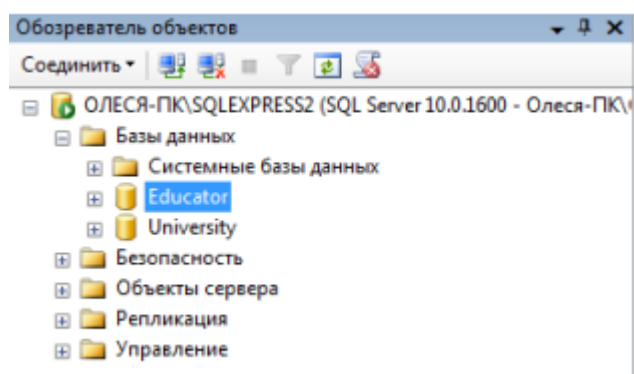 Обозреватель объектов
Соединить
ОЛЕСЯ-ПК\SQLEXPRESS2 (SQL Server 10.0.1600 - Олеся-ПК\
Базы данных
Системные базы данных
Educator
University
Безопасность
Объекты сервера
Репликация
Управление